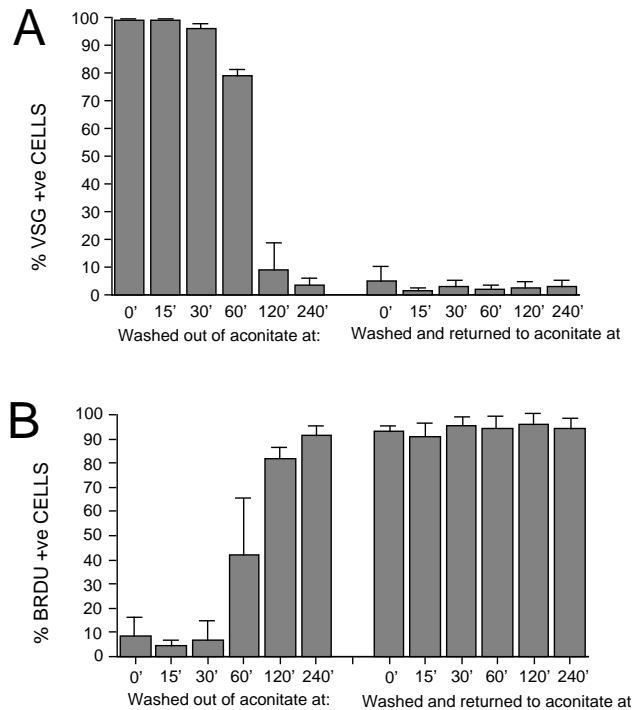 A
% VSG +ve CELLS
100
90
80
70
60
50
40
30
20
10
0
0' 15' 30' 60' 120' 240' 0' 15' 30' 60' 120' 240'
Washed out of aconitate at: Washed and returned to aconitate at
B
% BRDU +ve CELLS
100
90
80
70
60
50
40
30
20
10
0
0' 15' 30' 60' 120' 240' 0' 15' 30' 60' 120' 240'
Washed out of aconitate at: Washed and returned to aconitate at